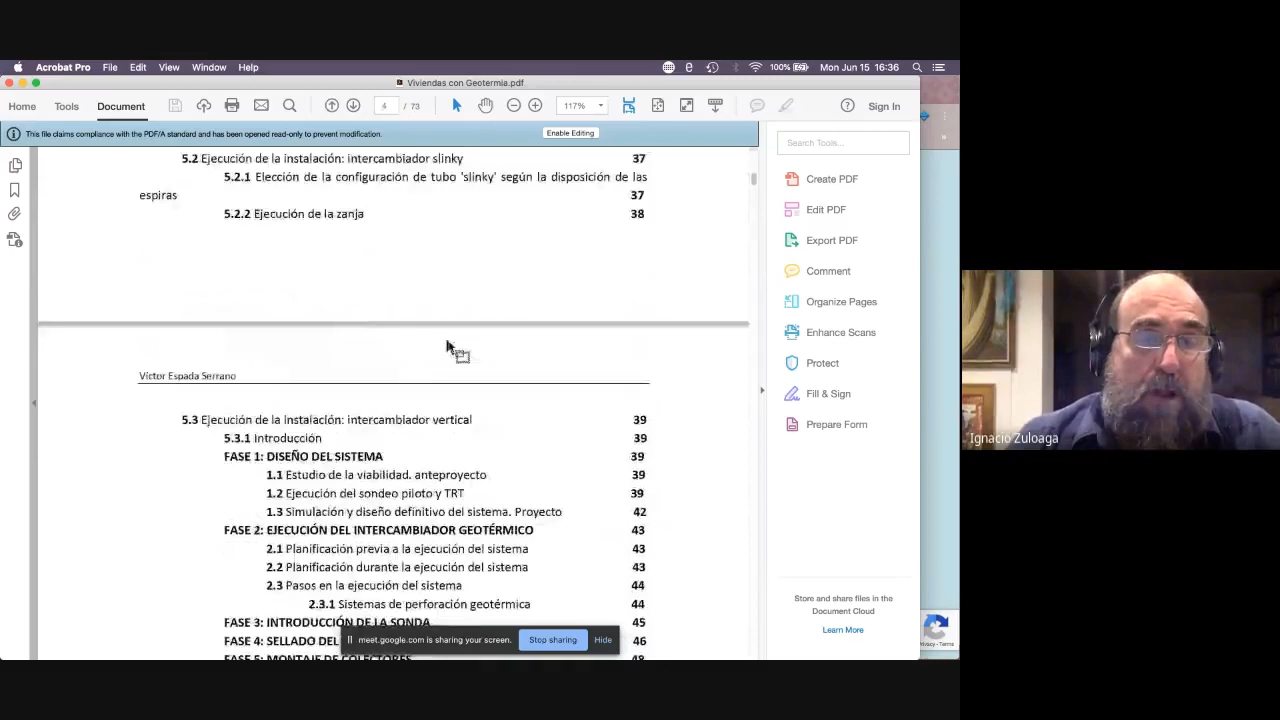 Acrobat Pro File Edit View Window Help 100% Mon Jun 15 16:36
Viviendas con Geotermia.pdf
Home Tools Document 4 / 73 117% Sign In
This file claims compliance with the PDF/A standard and has been opened read-only to prevent modification. Enable Editing
Search Tools...
Create PDF
Edit PDF
Export PDF
Comment
Organize Pages
Enhance Scans
Protect
Fill & Sign
Prepare Form
Store and share files in the
Document Cloud
Learn More
5.2 Ejecución de la instalación: intercambiador slinky 37
5.2.1 Elección de la configuración de tubo 'slinky' según la disposición de las
espiras 37
5.2.2 Ejecución de la zanja 38
Víctor Espada Serrano
5.3 Ejecución de la instalación: intercambiador vertical 39
5.3.1 Introducción 39
FASE 1: DISEÑO DEL SISTEMA 39
1.1 Estudio de la viabilidad. anteproyecto 39
1.2 Ejecución del sondeo piloto y TRT 39
1.3 Simulación y diseño definitivo del sistema. Proyecto 42
FASE 2: EJECUCIÓN DEL INTERCAMBIADOR GEOTÉRMICO 43
2.1 Planificación previa a la ejecución del sistema 43
2.2 Planificación durante la ejecución del sistema 43
2.3 Pasos en la ejecución del sistema 44
2.3.1 Sistemas de perforación geotérmica 44
FASE 3: INTRODUCCIÓN DE LA SONDA 45
FASE 4: SELLADO DEL 46
FASE 5: MONTAJE DE COLECTORES 48
meet.google.com is sharing your screen. Stop sharing Hide
Privacy - Terms
Ignacio Zuloaga